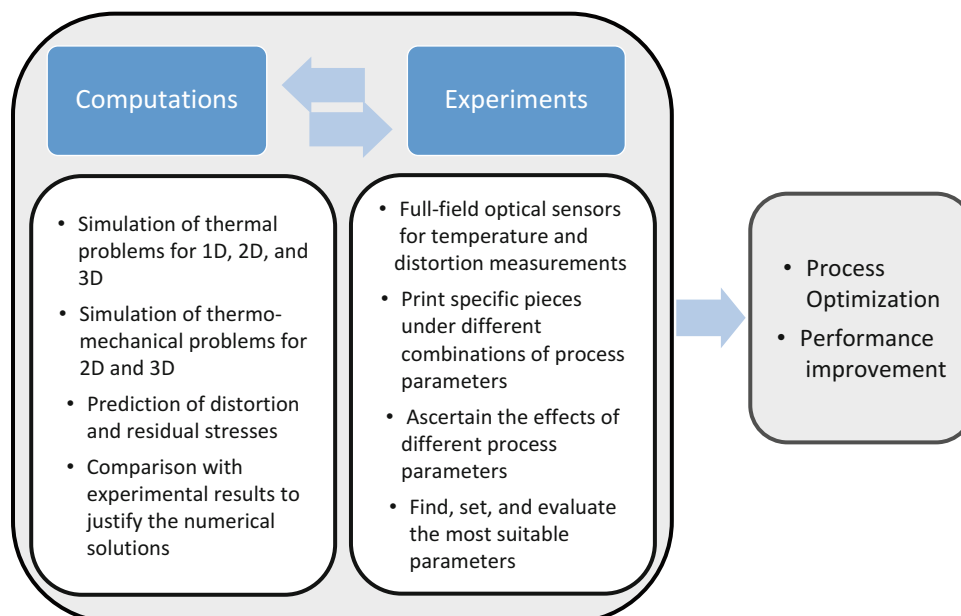 Computations
Experiments
• Simulation of thermal
problems for 1D, 2D, and
3D
• Simulation of thermo-
mechanical problems for
2D and 3D
• Prediction of distortion
and residual stresses
• Comparison with
experimental results to
justify the numerical
solutions
• Full-field optical sensors
for temperature and
distortion measurements
• Print specific pieces
under different
combinations of process
parameters
• Ascertain the effects of
different process
parameters
• Find, set, and evaluate
the most suitable
parameters
• Process
Optimization
• Performance
improvement